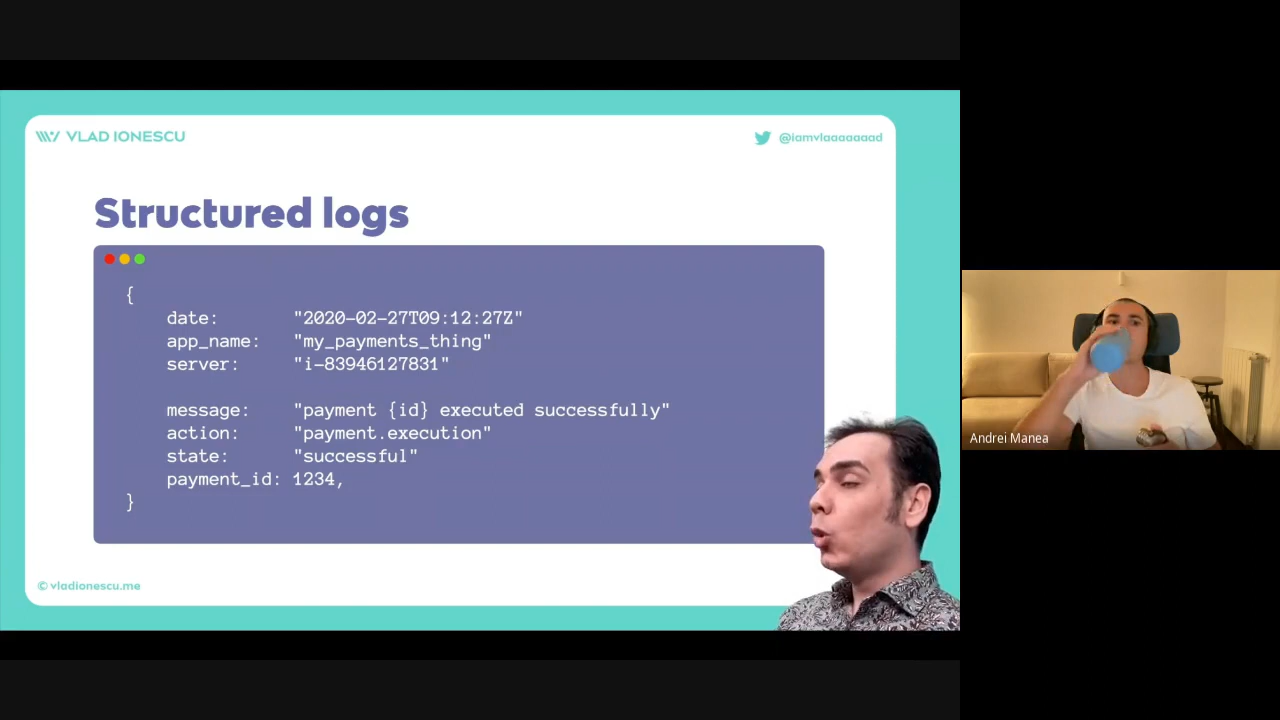 VLAD IONESCU
@iamvlaaaaaaad
Structured logs
{
date: "2020-02-27T09:12:27Z"
app_name: "my_payments_thing"
server: "i-83946127831"
message: "payment {id} executed successfully"
action: "payment.execution"
state: "successful"
payment_id: 1234,
}
© vladionescu.me
Andrei Manea